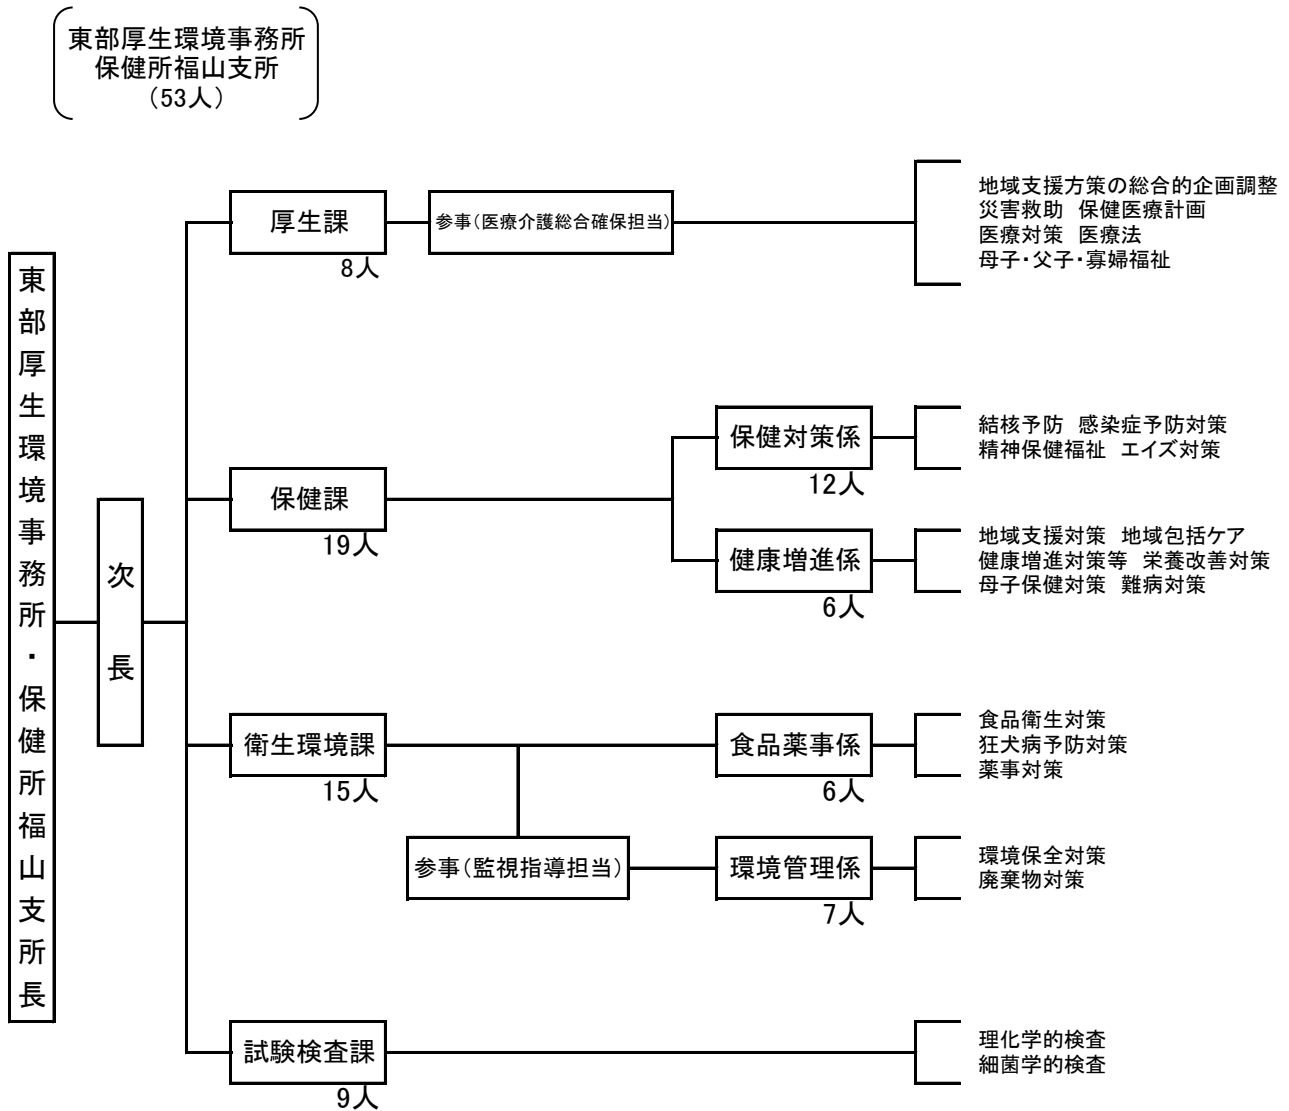 東部厚生環境事務所
保健所福山支所
（53人）
東部厚生環境事務所・保健所福山支所長
次長
厚生課
8人
参事（医療介護総合確保担当）
地域支援方策の総合的企画調整
災害救助　保健医療計画
医療対策　医療法
母子・父子・寡婦福祉
保健課
19人
保健対策係
12人
結核予防　感染症予防対策
精神保健福祉　エイズ対策
健康増進係
6人
地域支援対策　地域包括ケア
健康増進対策等　栄養改善対策
母子保健対策　難病対策
衛生環境課
15人
食品薬事係
6人
食品衛生対策
狂犬病予防対策
薬事対策
参事（監視指導担当）
環境管理係
7人
環境保全対策
廃棄物対策
試験検査課
9人
理化学的検査
細菌学的検査